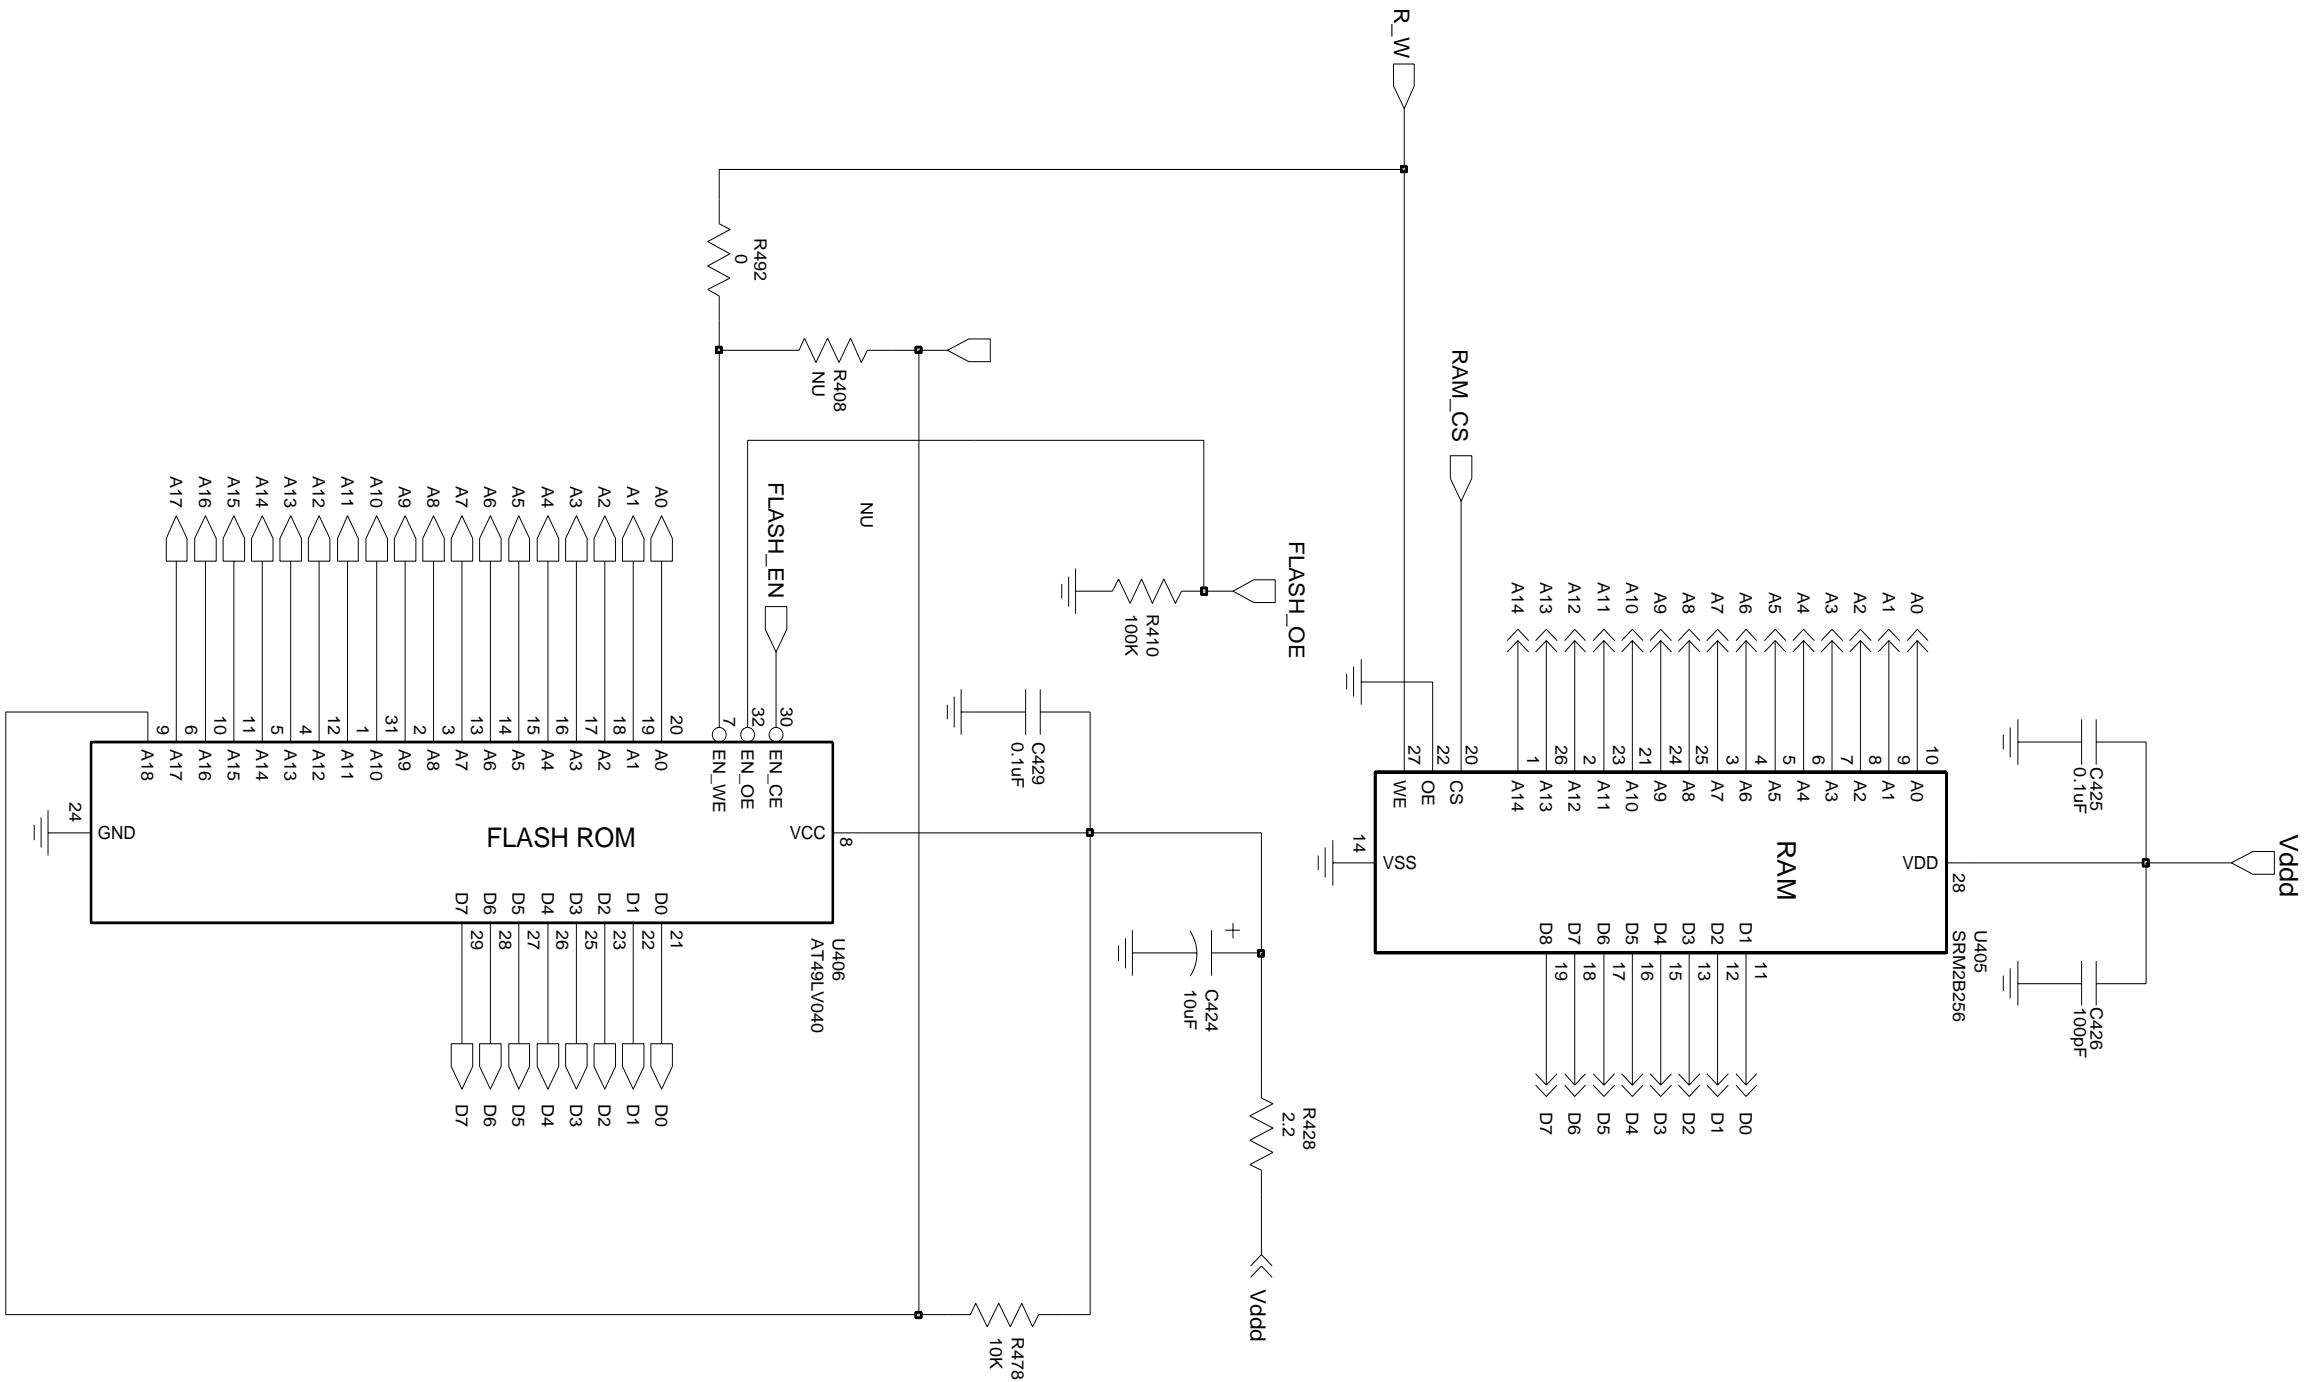 Vddd
C425
0.1uF
C426
100pF
28
VDD
U405
SRM2B256
RAM
A0 10 A0
A1 9 A1
A2 8 A2
A3 7 A3
A4 6 A4
A5 5 A5
A6 4 A6 11 D1 D0
A7 3 A7 12 D2 D1
A8 25 A8 13 D3 D2
A9 24 A9 15 D4 D3
A10 21 A10 16 D5 D4
A11 23 A11 17 D6 D5
A12 2 A12 18 D7 D6
A13 26 A13 19 D8 D7
A14 1 A14
RAM_CS 20 CS
22 OE
R_W 27 WE
VSS
14
FLASH_OE
R410
100K
R428
2.2
Vddd
+
C424
10uF
C429
0.1uF
R478
10K
NU
R408
NU
R492
0
8
VCC
U406
AT49LV040
FLASH ROM
FLASH_EN 30 EN_CE
32 EN_OE
7 EN_WE
A0 20 A0 D0 21 D0
A1 19 A1 D1 22 D1
A2 18 A2 D2 23 D2
A3 17 A3 D3 25 D3
A4 16 A4 D4 26 D4
A5 15 A5 D5 27 D5
A6 14 A6 D6 28 D6
A7 13 A7 D7 29 D7
A8 3 A8
A9 2 A9
A10 31 A10
A11 1 A11
A12 12 A12
A13 4 A13
A14 5 A14
A15 11 A15
A16 10 A16
A17 6 A17
9 A18
GND
24